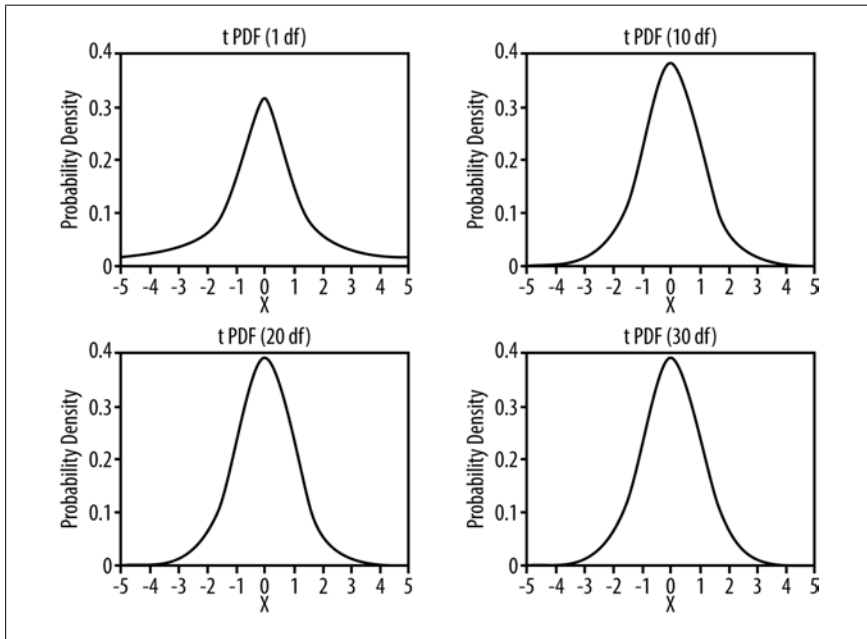 t PDF (1 df)
Probability Density
0.4
0.3
0.2
0.1
0
-5 -4 -3 -2 -1 0 1 2 3 4 5
X
t PDF (10 df)
Probability Density
0.4
0.3
0.2
0.1
0
-5 -4 -3 -2 -1 0 1 2 3 4 5
X
t PDF (20 df)
Probability Density
0.4
0.3
0.2
0.1
0
-5 -4 -3 -2 -1 0 1 2 3 4 5
X
t PDF (30 df)
Probability Density
0.4
0.3
0.2
0.1
0
-5 -4 -3 -2 -1 0 1 2 3 4 5
X